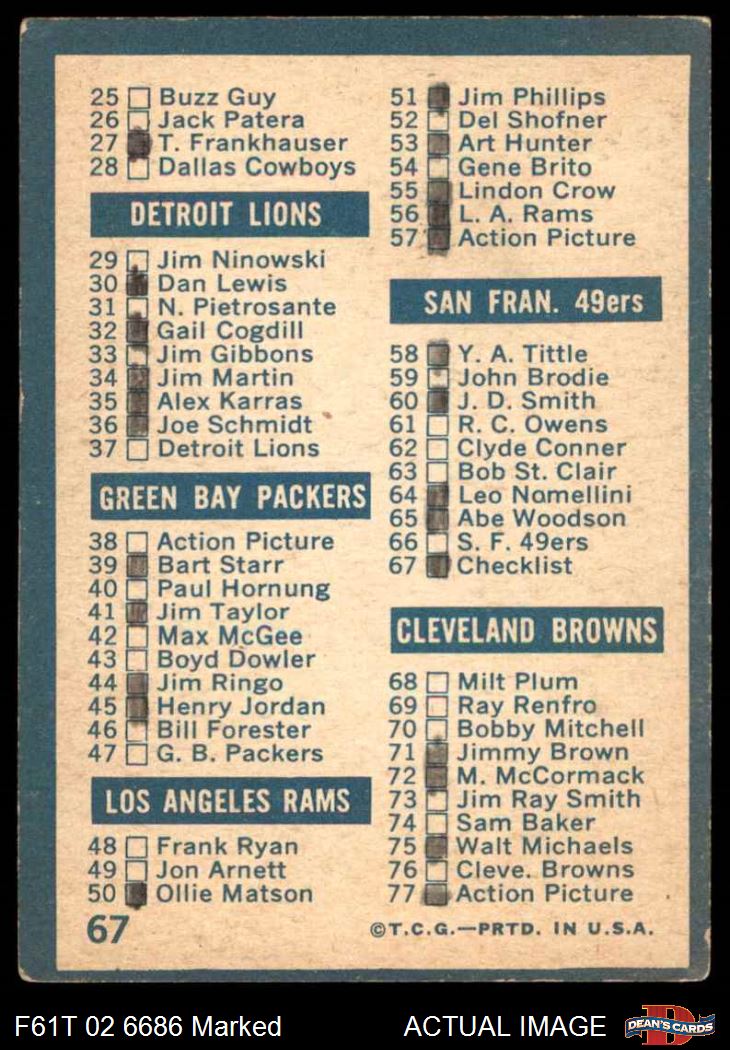 25 Buzz Guy
26 Jack Patera
27 T. Frankhauser
28 Dallas Cowboys
DETROIT LIONS
29 Jim Ninowski
30 Dan Lewis
31 N. Pietrosante
32 Gail Cogdill
33 Jim Gibbons
34 Jim Martin
35 Alex Karras
36 Joe Schmidt
37 Detroit Lions
GREEN BAY PACKERS
38 Action Picture
39 Bart Starr
40 Paul Hornung
41 Jim Taylor
42 Max McGee
43 Boyd Dowler
44 Jim Ringo
45 Henry Jordan
46 Bill Forester
47 G. B. Packers
LOS ANGELES RAMS
48 Frank Ryan
49 Jon Arnett
50 Ollie Matson
67
51 Jim Phillips
52 Del Shofner
53 Art Hunter
54 Gene Brito
55 Lindon Crow
56 L. A. Rams
57 Action Picture
SAN FRAN. 49ers
58 Y. A. Tittle
59 John Brodie
60 J. D. Smith
61 R. C. Owens
62 Clyde Conner
63 Bob St. Clair
64 Leo Nomellini
65 Abe Woodson
66 S. F. 49ers
67 Checklist
CLEVELAND BROWNS
68 Milt Plum
69 Ray Renfro
70 Bobby Mitchell
71 Jimmy Brown
72 M. McCormack
73 Jim Ray Smith
74 Sam Baker
75 Walt Michaels
76 Cleve. Browns
77 Action Picture
©T.C.G.—PRTD. IN U.S.A.
F61T 02 6686 Marked
ACTUAL IMAGE
D
DEAN'S CARDS